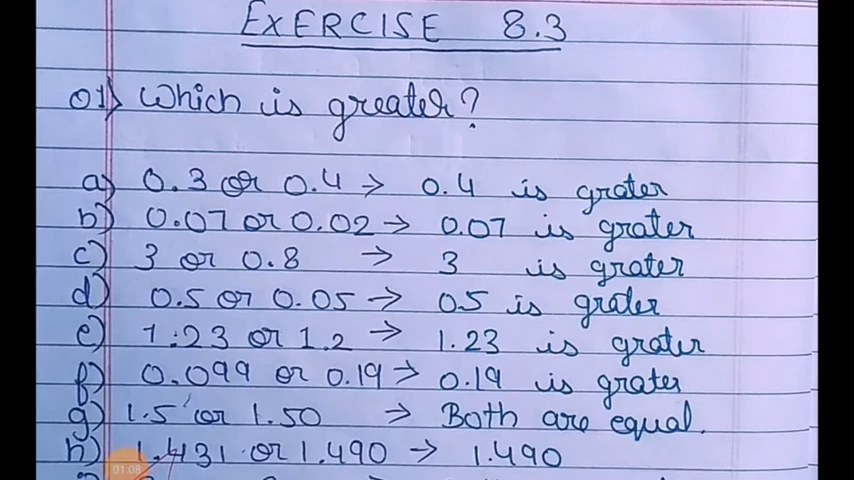 EXERCISE 8.3
01) Which is greater?
a) 0.3 or 0.4 → 0.4 is grater
b) 0.07 or 0.02 → 0.07 is grater
c) 3 or 0.8 → 3 is grater
d) 0.5 or 0.05 → 0.5 is grater
e) 1.23 or 1.2 → 1.23 is grater
f) 0.099 or 0.19 → 0.19 is grater
g) 1.5 or 1.50 → Both are equal.
h) 1.431 or 1.490 → 1.490
01:08